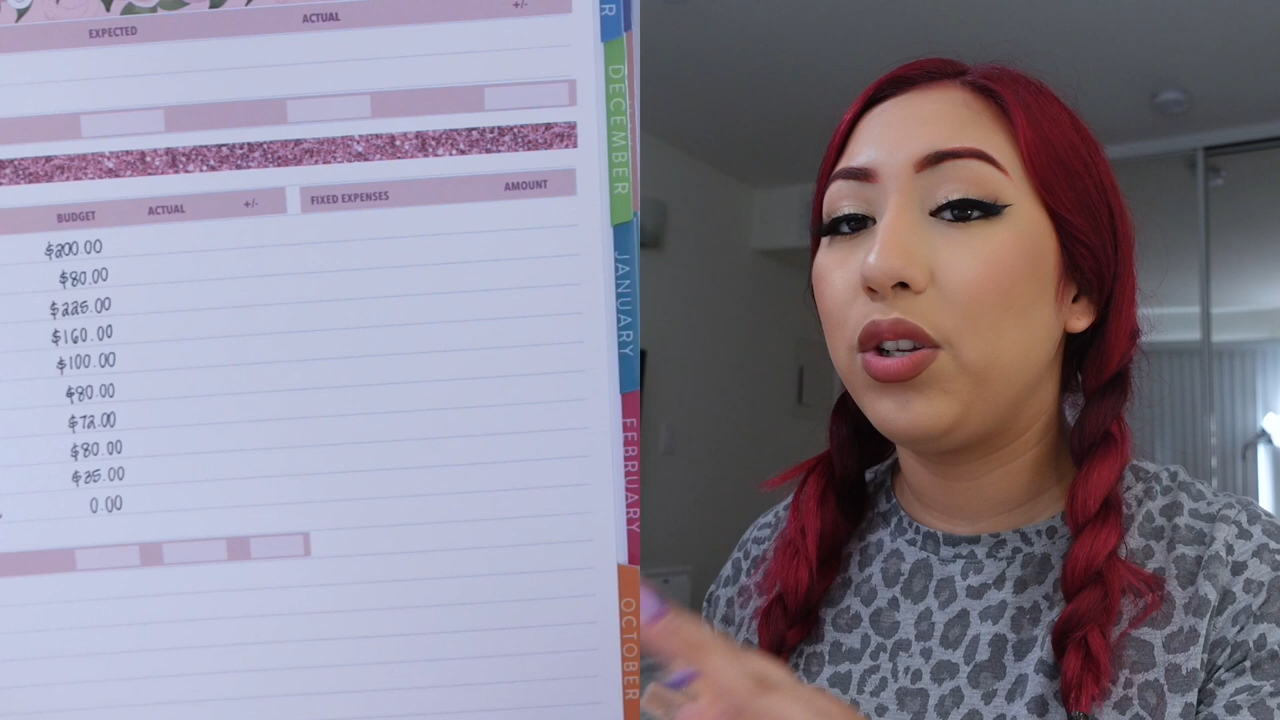 EXPECTED ACTUAL +/-
R
DECEMBER
FIXED EXPENSES AMOUNT
BUDGET ACTUAL +/-
$200.00
$80.00
$225.00
$160.00
$100.00
$80.00
$72.00
$80.00
$35.00
0.00
JANUARY
FEBRUARY
OCTOBER